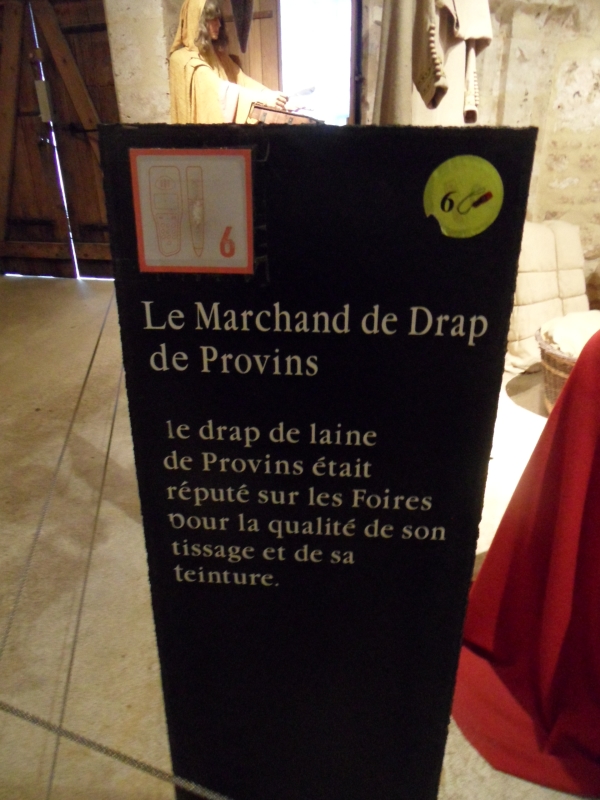 6
6
Le Marchand de Drap
de Provins
le drap de laine
de Provins était
réputé sur les Foires
pour la qualité de son
tissage et de sa
teinture.